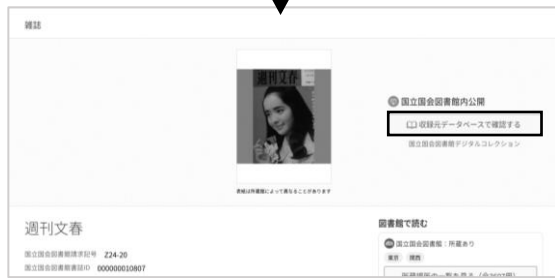 雑誌
週刊文春
国立国会図書館内公開
収録元データベースで確認する
国立国会図書館デジタルコレクション
表紙は所蔵館によって異なることがあります
週刊文春
国立国会図書館請求記号 Z24-20
国立国会図書館書誌ID 000000010807
図書館で読む
国立国会図書館：所蔵あり
東京 関西